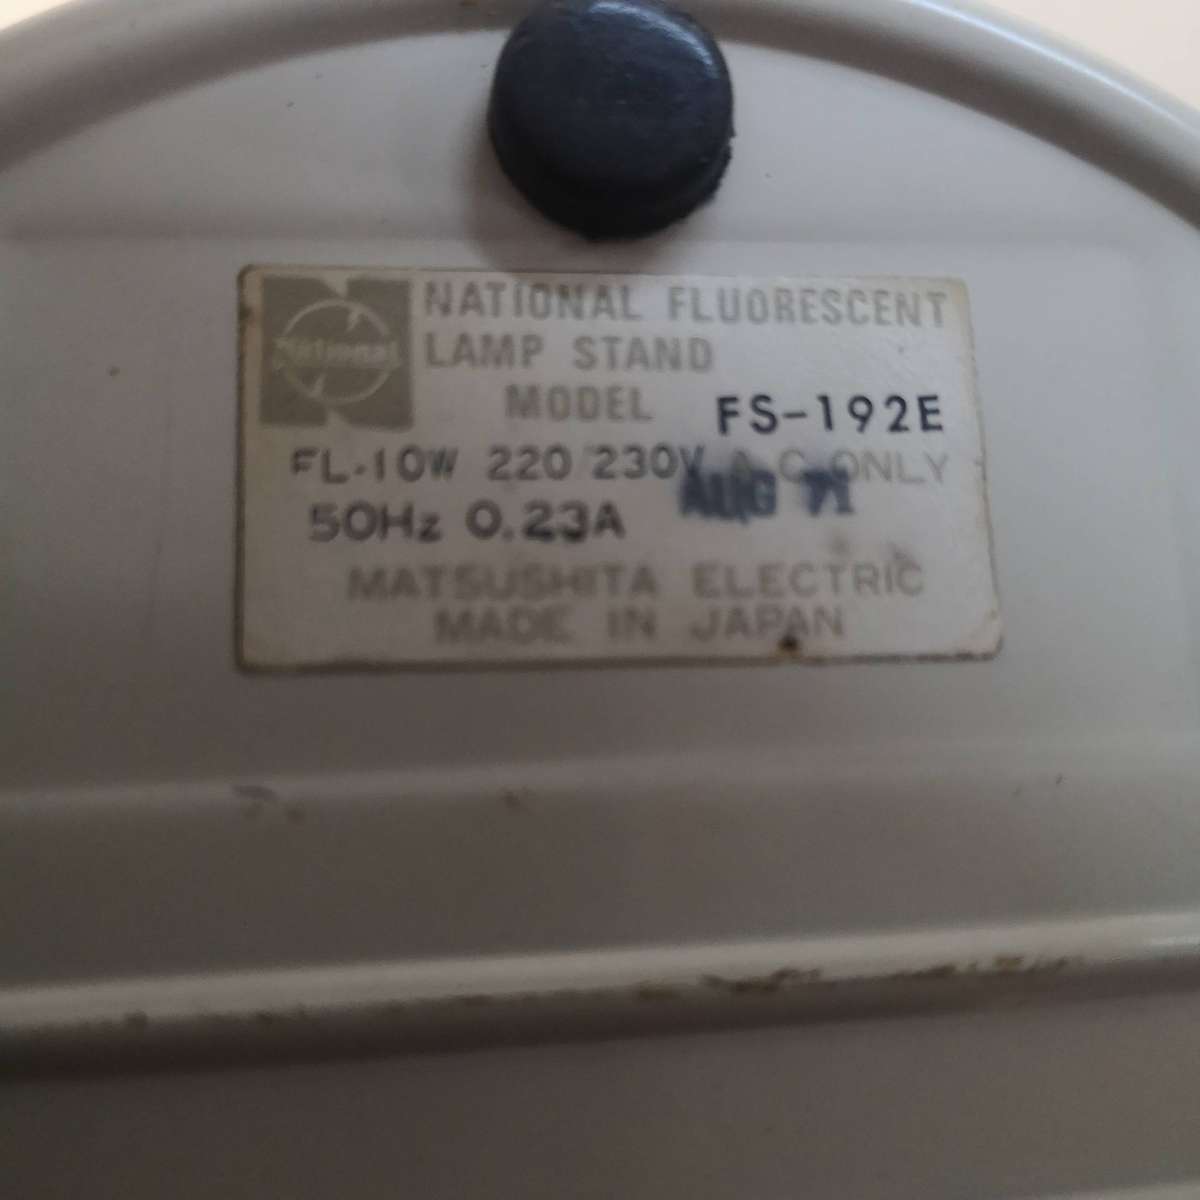 National
NATIONAL FLUORESCENT
LAMP STAND
MODEL FS-192E
FL-10W 220/230V A.C.ONLY
AUG 71
50Hz 0.23A
MATSUSHITA ELECTRIC
MADE IN JAPAN